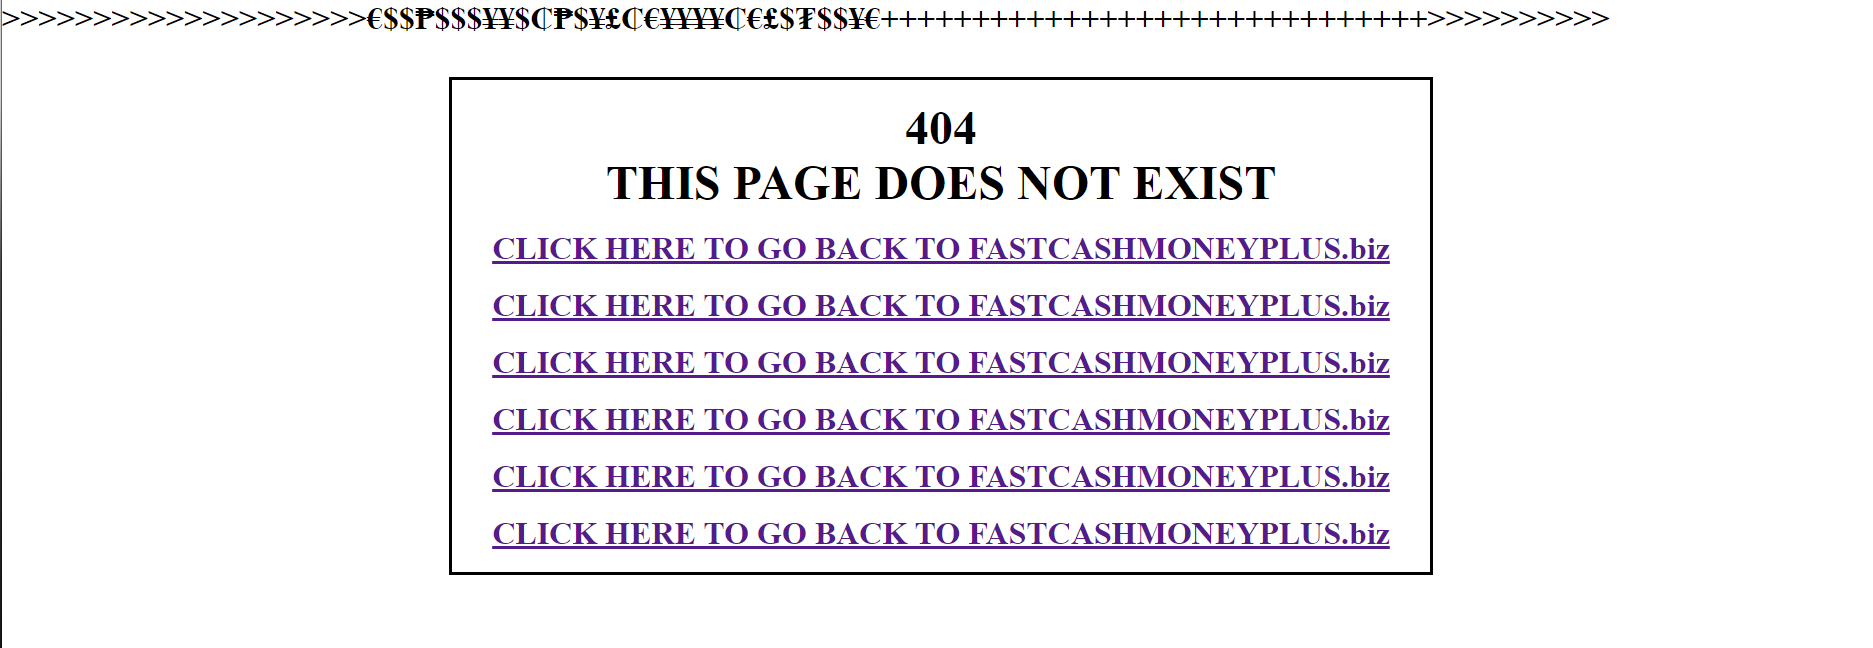 >>>>>>>>>>>>>>>>>>>>€$$₱$$$¥¥$₵₱$¥£₵€¥¥¥¥₵€£$₮$$¥€++++++++++++++++++++++++++++++>>>>>>>>>>
404
THIS PAGE DOES NOT EXIST
CLICK HERE TO GO BACK TO FASTCASHMONEYPLUS.biz
CLICK HERE TO GO BACK TO FASTCASHMONEYPLUS.biz
CLICK HERE TO GO BACK TO FASTCASHMONEYPLUS.biz
CLICK HERE TO GO BACK TO FASTCASHMONEYPLUS.biz
CLICK HERE TO GO BACK TO FASTCASHMONEYPLUS.biz
CLICK HERE TO GO BACK TO FASTCASHMONEYPLUS.biz